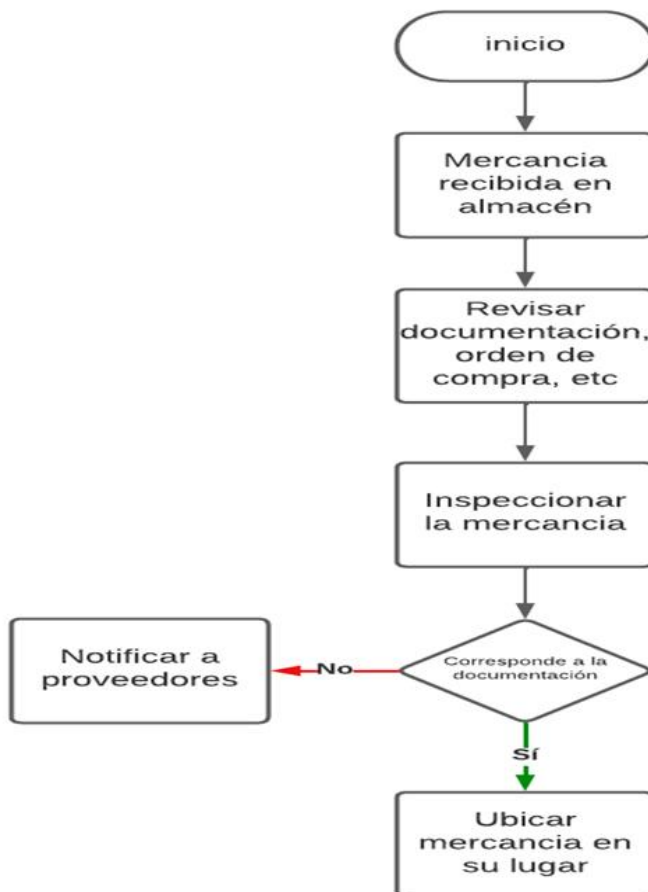 inicio
Mercancia
recibida en
almacén
Revisar
documentación,
orden de
compra, etc
Inspeccionar
la mercancia
Corresponde a la
documentación
No
Notificar a
proveedores
Sí
Ubicar
mercancia en
su lugar